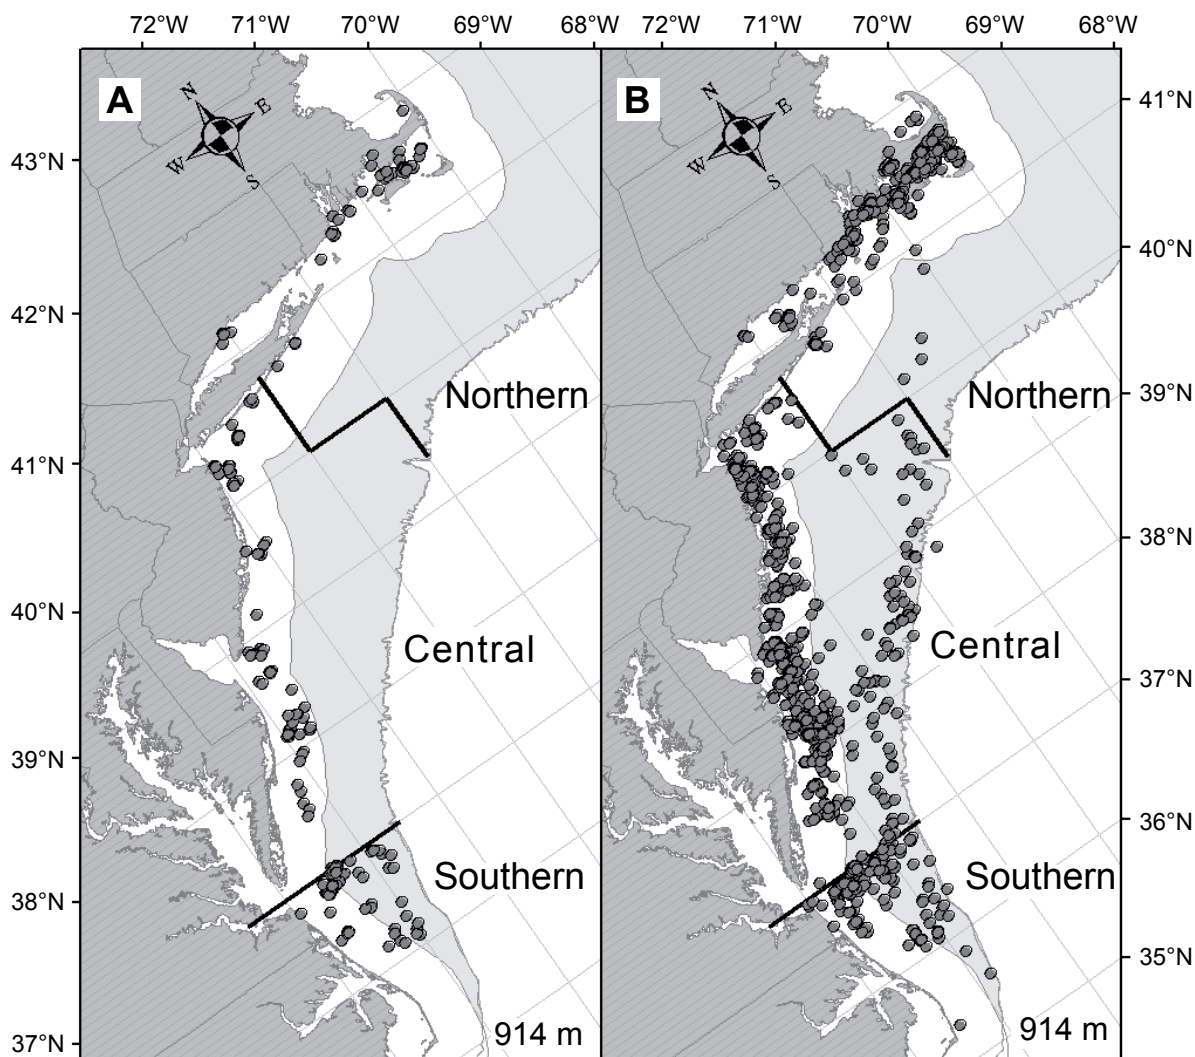 72°W 71°W 70°W 69°W 68°W 72°W 71°W 70°W 69°W 68°W
A B
N E W S
N E W S
41°N
43°N
40°N
42°N
39°N
Northern Northern
41°N
38°N
40°N
Central Central
37°N
39°N
36°N
Southern Southern
38°N
35°N
914 m 914 m
37°N